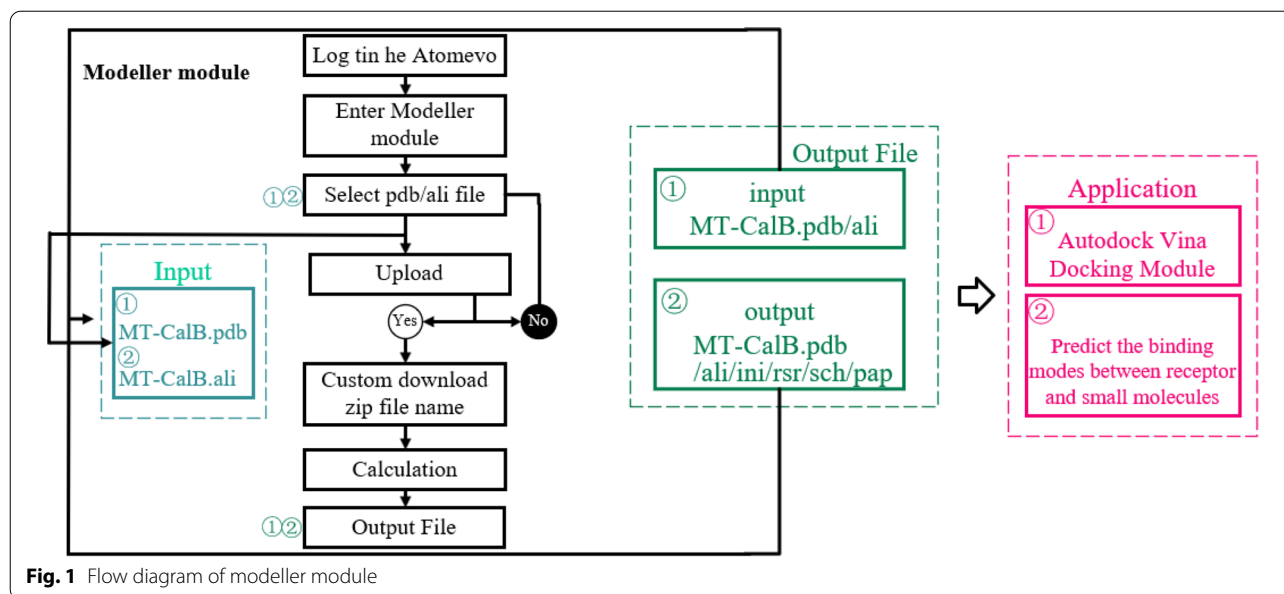 Modeller module
Log tin he Atomevo
Enter Modeller
module
①② Select pdb/ali file
Upload
Yes
No
Custom download
zip file name
Calculation
①② Output File
Input
①
MT-CalB.pdb
②
MT-CalB.ali
Output File
①
input
MT-CalB.pdb/ali
②
output
MT-CalB.pdb
/ali/ini/rsr/sch/pap
Application
①
Autodock Vina
Docking Module
②
Predict the binding
modes between receptor
and small molecules
Fig. 1 Flow diagram of modeller module